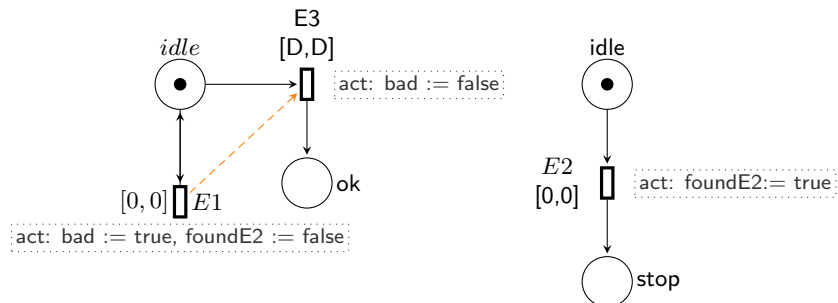 E3
[D,D]
idle
act: bad := false
ok
[0, 0] E1
act: bad := true, foundE2 := false
idle
E2
[0,0]
act: foundE2:= true
stop